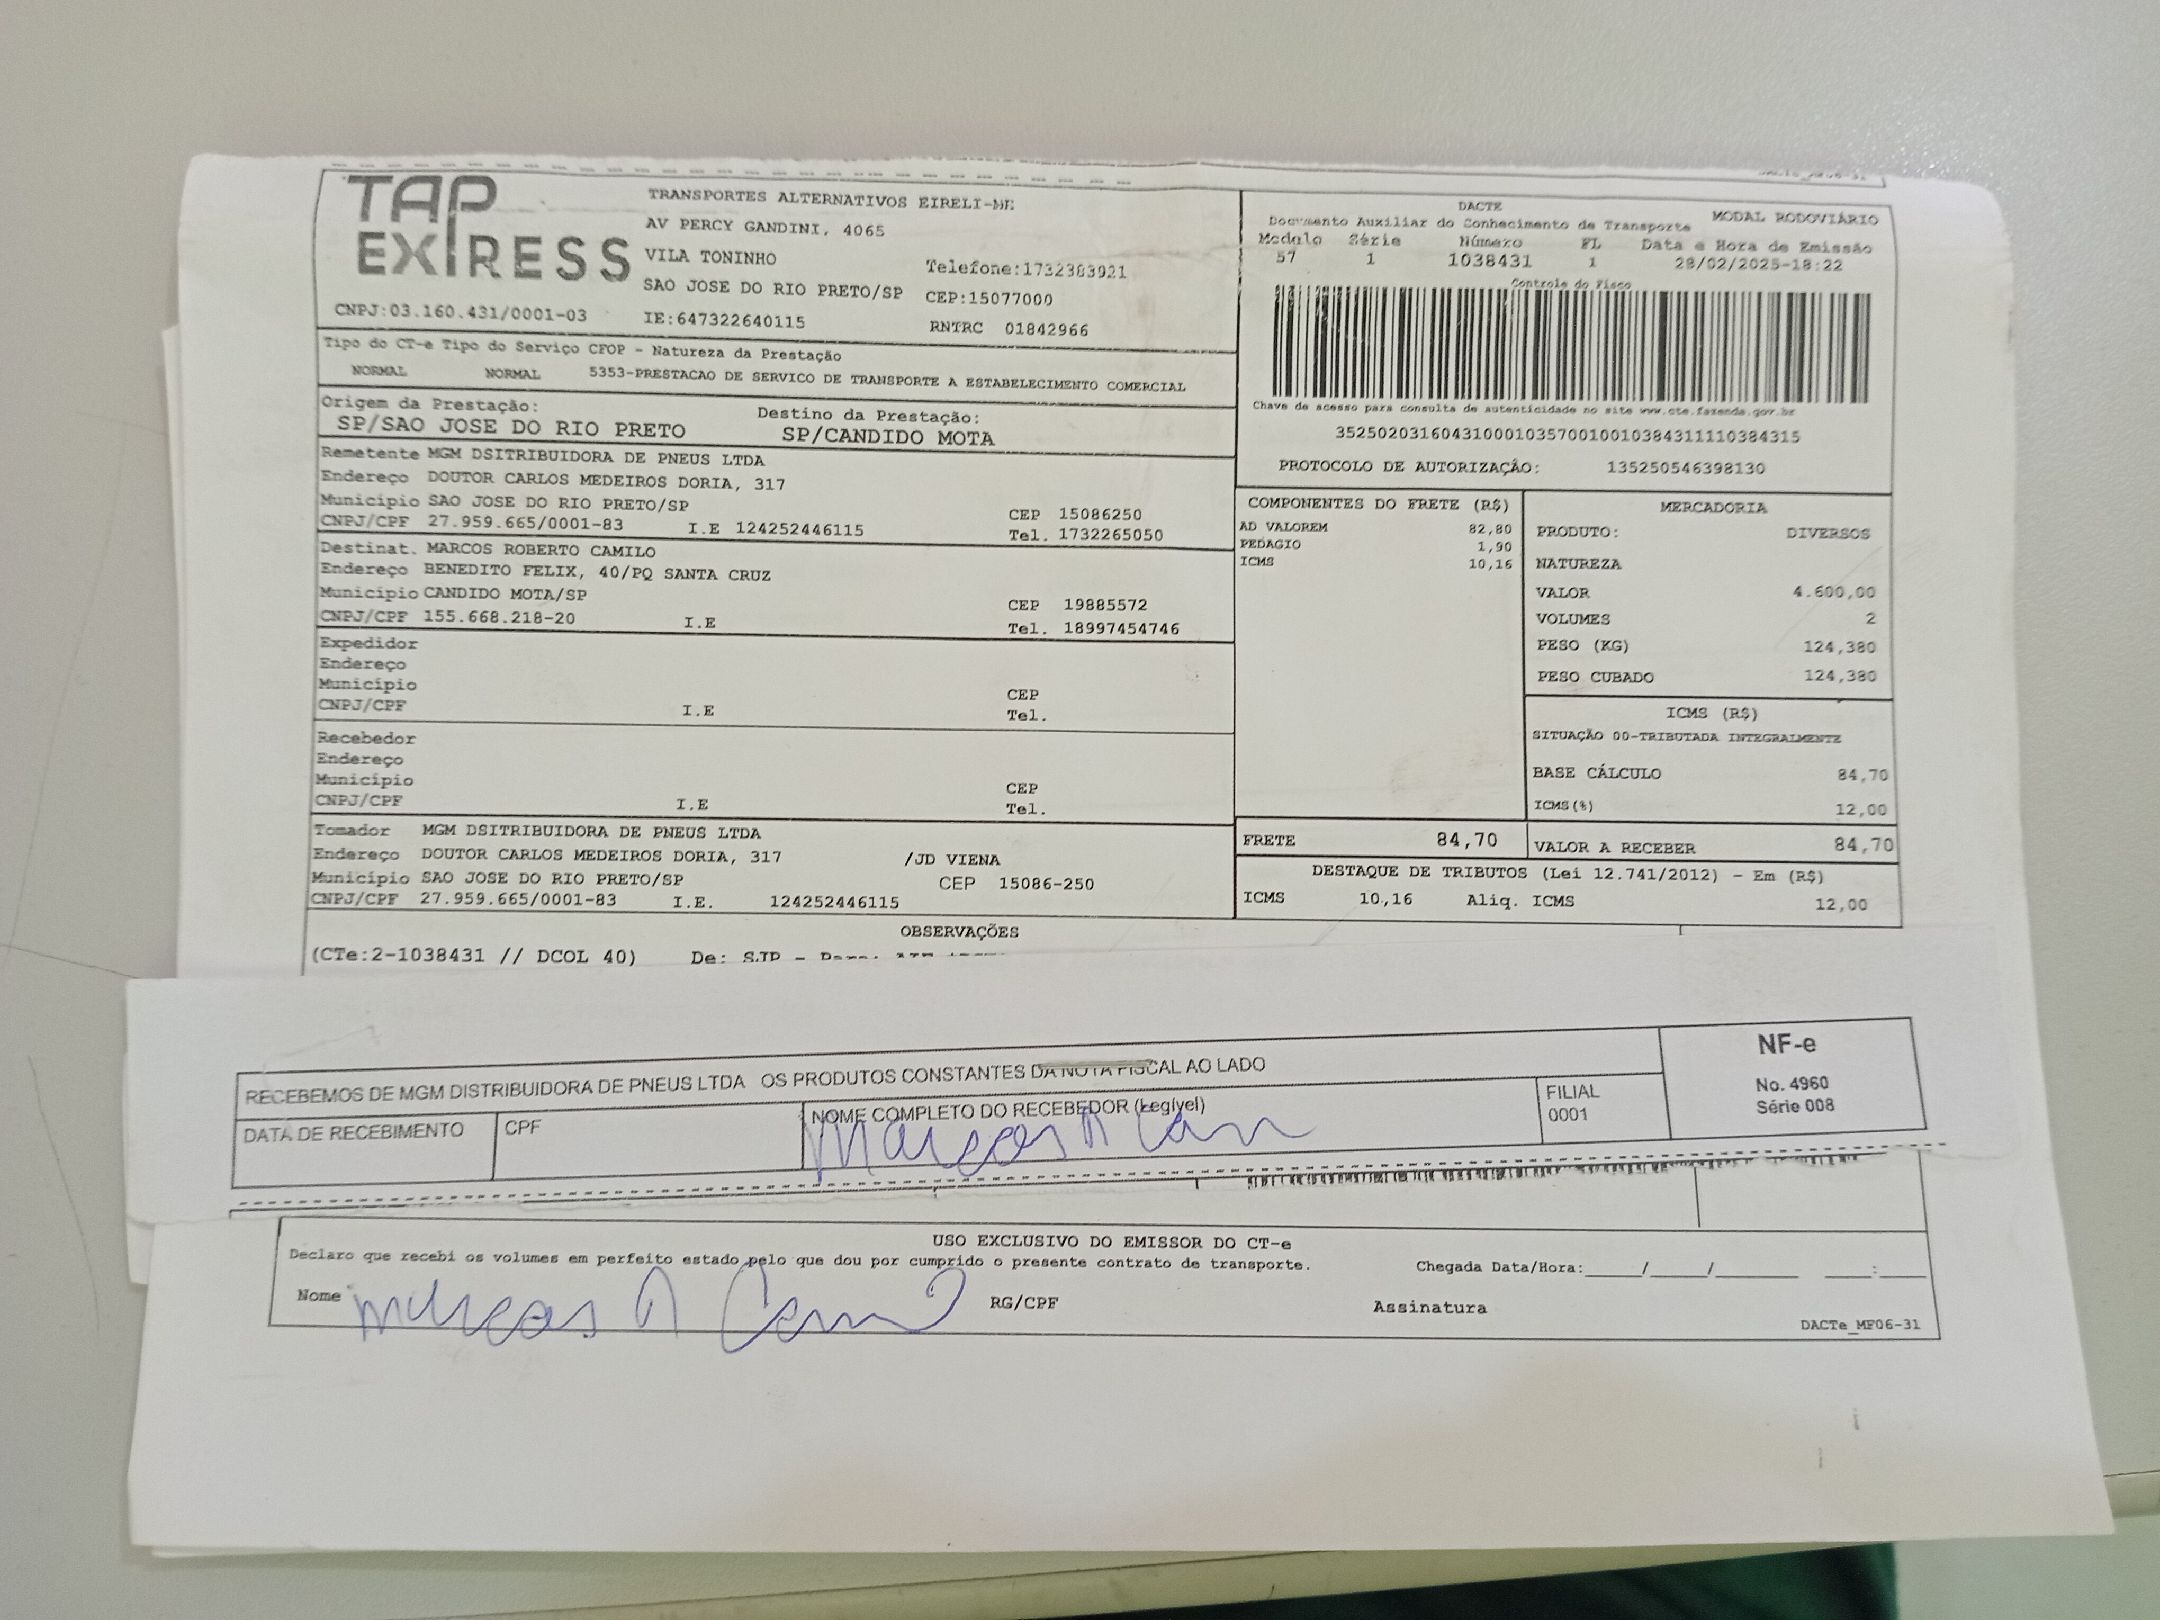 TAP EXPRESS
TRANSPORTES ALTERNATIVOS EIRELI-ME
AV PERCY GANDINI, 4065
VILA TONINHO
Telefone:1732383921
SAO JOSE DO RIO PRETO/SP CEP:15077000
CNPJ:03.160.431/0001-03 IE:647322640115 RNTRC 01842966
DACTE
Documento Auxiliar do Conhecimento de Transporte MODAL RODOVIÁRIO
Modelo Série Número FL Data e Hora de Emissão
57 1 1038431 1 28/02/2025-18:22
Controle do Fisco
Chave de acesso para consulta de autenticidade no site www.cte.fazenda.gov.br
35250203160431000103570010010384311110384315
PROTOCOLO DE AUTORIZAÇÃO: 135250546398130
Tipo do CT-e Tipo do Serviço CFOP - Natureza da Prestação
NORMAL NORMAL 5353-PRESTACAO DE SERVICO DE TRANSPORTE A ESTABELECIMENTO COMERCIAL
Origem da Prestação: Destino da Prestação:
SP/SAO JOSE DO RIO PRETO SP/CANDIDO MOTA
Remetente MGM DSITRIBUIDORA DE PNEUS LTDA
Endereço DOUTOR CARLOS MEDEIROS DORIA, 317
Município SAO JOSE DO RIO PRETO/SP CEP 15086250
CNPJ/CPF 27.959.665/0001-83 I.E 124252446115 Tel. 1732265050
Destinat. MARCOS ROBERTO CAMILO
Endereço BENEDITO FELIX, 40/PQ SANTA CRUZ
Município CANDIDO MOTA/SP CEP 19885572
CNPJ/CPF 155.668.218-20 I.E Tel. 18997454746
Expedidor
Endereço
Município CEP
CNPJ/CPF I.E Tel.
Recebedor
Endereço
Município CEP
CNPJ/CPF I.E Tel.
Tomador MGM DSITRIBUIDORA DE PNEUS LTDA
Endereço DOUTOR CARLOS MEDEIROS DORIA, 317 /JD VIENA
Município SAO JOSE DO RIO PRETO/SP CEP 15086-250
CNPJ/CPF 27.959.665/0001-83 I.E. 124252446115
COMPONENTES DO FRETE (R$)
AD VALOREM 82,80
PEDAGIO 1,90
ICMS 10,16
MERCADORIA
PRODUTO: DIVERSOS
NATUREZA
VALOR 4.600,00
VOLUMES 2
PESO (KG) 124,380
PESO CUBADO 124,380
ICMS (R$)
SITUAÇÃO 00-TRIBUTADA INTEGRALMENTE
BASE CÁLCULO 84,70
ICMS(%) 12,00
FRETE 84,70 VALOR A RECEBER 84,70
DESTAQUE DE TRIBUTOS (Lei 12.741/2012) - Em (R$)
ICMS 10,16 Aliq. ICMS 12,00
OBSERVAÇÕES
(CTe:2-1038431 // DCOL 40) De: SJP -
RECEBEMOS DE MGM DISTRIBUIDORA DE PNEUS LTDA OS PRODUTOS CONSTANTES DA NOTA FISCAL AO LADO
NF-e
No. 4960
Série 008
DATA DE RECEBIMENTO CPF NOME COMPLETO DO RECEBEDOR (Legível) FILIAL
0001
Marcos
USO EXCLUSIVO DO EMISSOR DO CT-e
Declaro que recebi os volumes em perfeito estado pelo que dou por cumprido o presente contrato de transporte. Chegada Data/Hora:____/____/______ ____:____
Nome Marcos RG/CPF Assinatura
DACTe_MF06-31